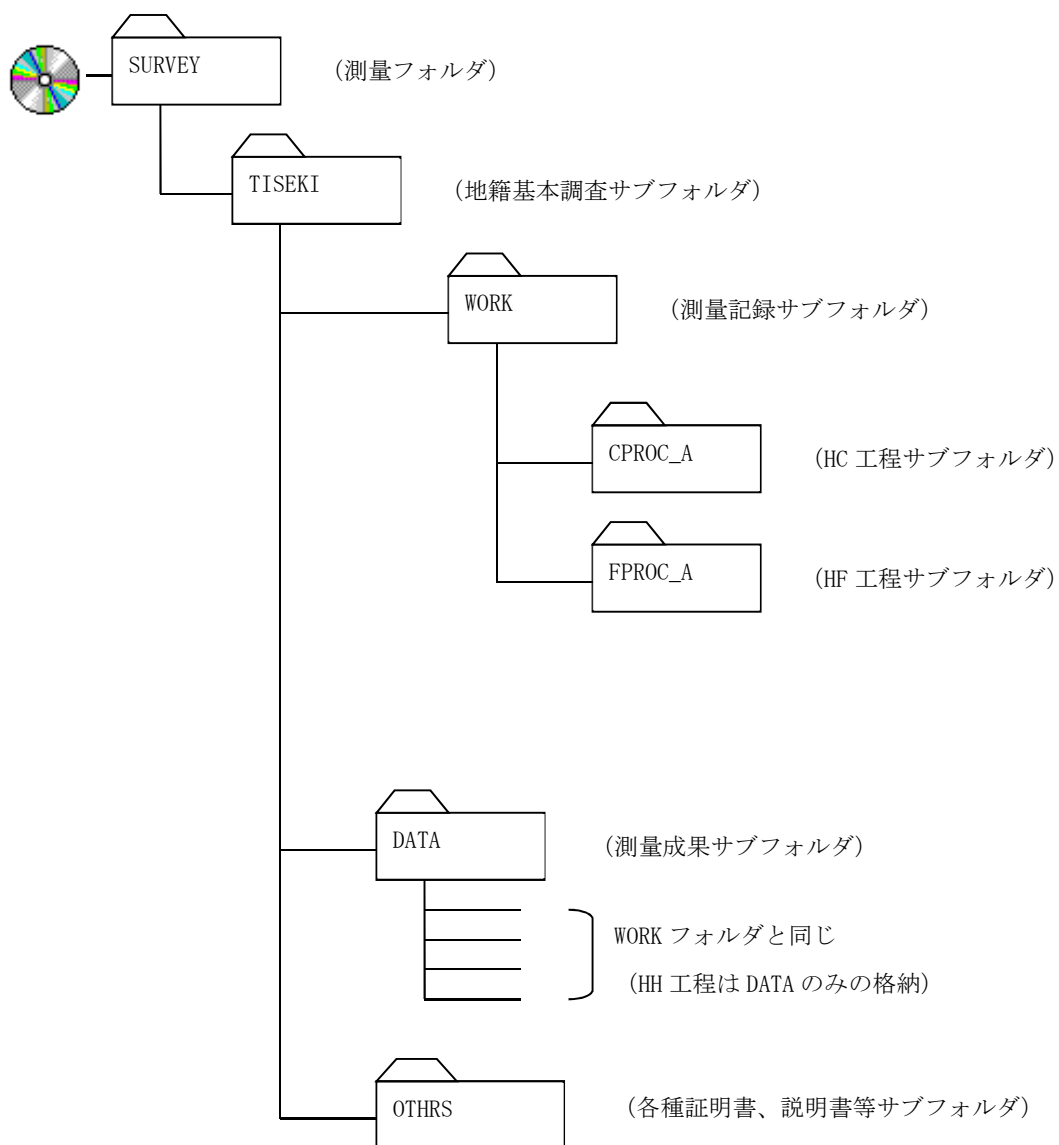 SURVEY (測量フォルダ)
TISEKI (地籍基本調査サブフォルダ)
WORK (測量記録サブフォルダ)
CPROC_A (HC 工程サブフォルダ)
FPROC_A (HF 工程サブフォルダ)
DATA (測量成果サブフォルダ)
WORK フォルダと同じ
(HH 工程は DATA のみの格納)
OTHRS (各種証明書、説明書等サブフォルダ)